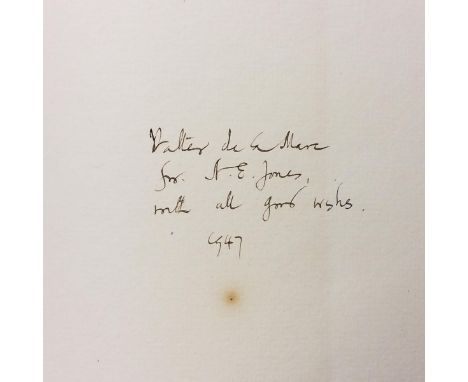 Walter de la Mare
for N.E. Jones,
with all good wishes.
1947